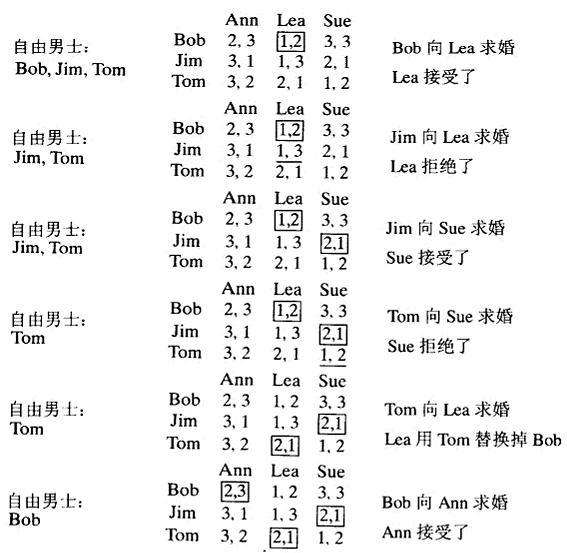 Ann Lea Sue
自由男士： Bob 2, 3 1,2 3, 3 Bob 向 Lea 求婚
Bob, Jim, Tom Jim 3, 1 1, 3 2, 1 Lea 接受了
Tom 3, 2 2, 1 1, 2
Ann Lea Sue
自由男士： Bob 2, 3 1,2 3, 3 Jim 向 Lea 求婚
Jim, Tom Jim 3, 1 1, 3 2, 1 Lea 拒绝了
Tom 3, 2 2, 1 1, 2
Ann Lea Sue
自由男士： Bob 2, 3 1,2 3, 3 Jim 向 Sue 求婚
Jim, Tom Jim 3, 1 1, 3 2,1 Sue 接受了
Tom 3, 2 2, 1 1, 2
Ann Lea Sue
自由男士： Bob 2, 3 1,2 3, 3 Tom 向 Sue 求婚
Tom Jim 3, 1 1, 3 2,1 Sue 拒绝了
Tom 3, 2 2, 1 1, 2
Ann Lea Sue
自由男士： Bob 2, 3 1, 2 3, 3 Tom 向 Lea 求婚
Tom Jim 3, 1 1, 3 2,1 Lea 用 Tom 替换掉 Bob
Tom 3, 2 2,1 1, 2
Ann Lea Sue
自由男士： Bob 2,3 1, 2 3, 3 Bob 向 Ann 求婚
Bob Jim 3, 1 1, 3 2,1 Ann 接受了
Tom 3, 2 2,1 1, 2